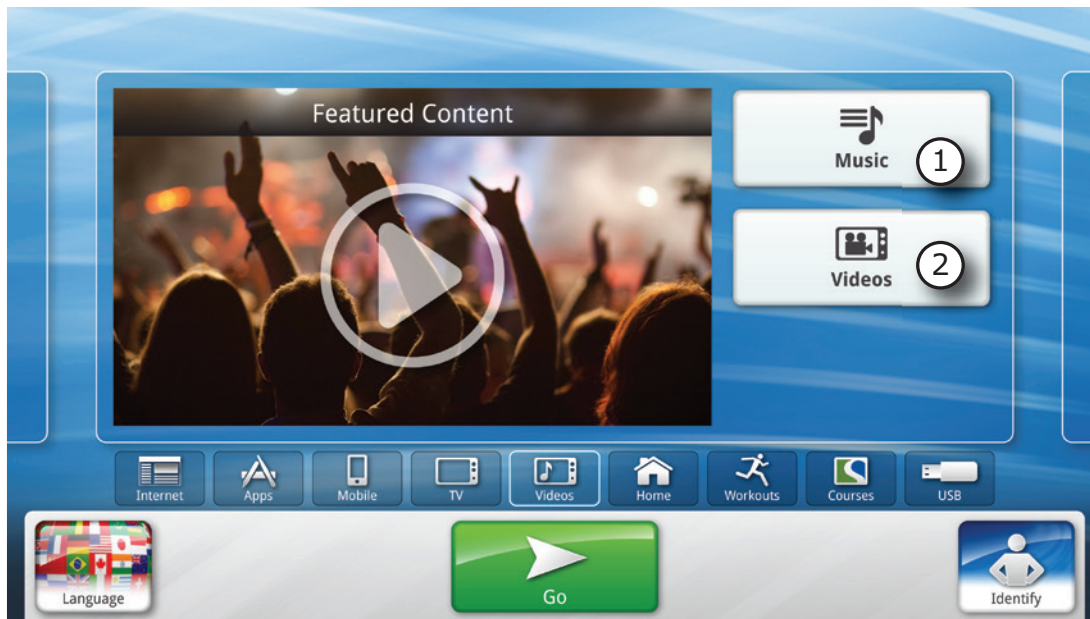 Featured Content
Music
1
Videos
2
Internet
Apps
Mobile
TV
Videos
Home
Workouts
Courses
USB
Language
Go
Identify